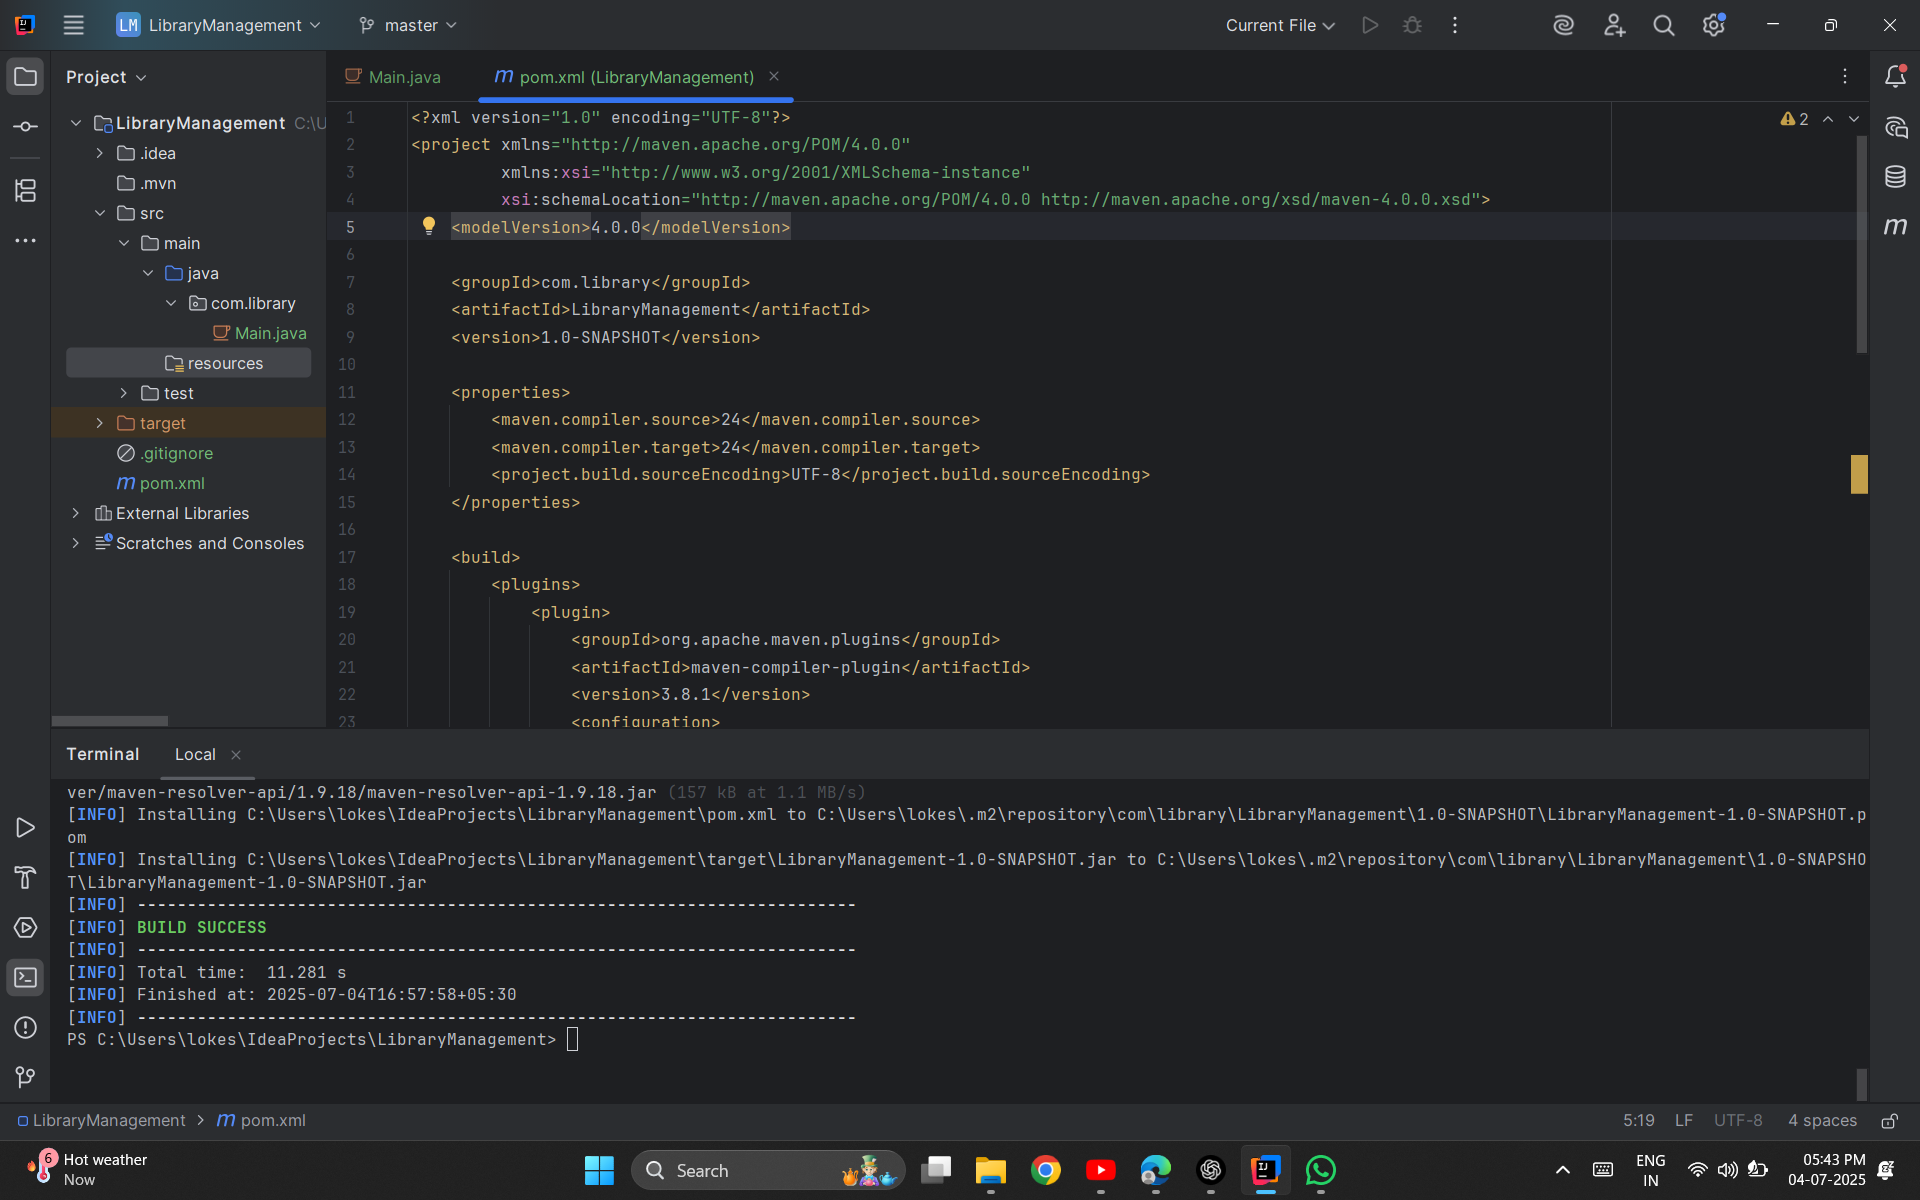 LM LibraryManagement
master
Current File
Project
Main.java
m pom.xml (LibraryManagement)
LibraryManagement C:\U
.idea
.mvn
src
main
java
com.library
Main.java
resources
test
target
.gitignore
m pom.xml
External Libraries
Scratches and Consoles
2
1 <?xml version="1.0" encoding="UTF-8"?>
2 <project xmlns="http://maven.apache.org/POM/4.0.0"
3 xmlns:xsi="http://www.w3.org/2001/XMLSchema-instance"
4 xsi:schemaLocation="http://maven.apache.org/POM/4.0.0 http://maven.apache.org/xsd/maven-4.0.0.xsd">
5 <modelVersion>4.0.0</modelVersion>
6
7 <groupId>com.library</groupId>
8 <artifactId>LibraryManagement</artifactId>
9 <version>1.0-SNAPSHOT</version>
10
11 <properties>
12 <maven.compiler.source>24</maven.compiler.source>
13 <maven.compiler.target>24</maven.compiler.target>
14 <project.build.sourceEncoding>UTF-8</project.build.sourceEncoding>
15 </properties>
16
17 <build>
18 <plugins>
19 <plugin>
20 <groupId>org.apache.maven.plugins</groupId>
21 <artifactId>maven-compiler-plugin</artifactId>
22 <version>3.8.1</version>
23 <configuration>
m
Terminal Local
ver/maven-resolver-api/1.9.18/maven-resolver-api-1.9.18.jar (157 kB at 1.1 MB/s)
[INFO] Installing C:\Users\lokes\IdeaProjects\LibraryManagement\pom.xml to C:\Users\lokes\.m2\repository\com\library\LibraryManagement\1.0-SNAPSHOT\LibraryManagement-1.0-SNAPSHOT.p
om
[INFO] Installing C:\Users\lokes\IdeaProjects\LibraryManagement\target\LibraryManagement-1.0-SNAPSHOT.jar to C:\Users\lokes\.m2\repository\com\library\LibraryManagement\1.0-SNAPSHO
T\LibraryManagement-1.0-SNAPSHOT.jar
[INFO] ------------------------------------------------------------------------
[INFO] BUILD SUCCESS
[INFO] ------------------------------------------------------------------------
[INFO] Total time:  11.281 s
[INFO] Finished at: 2025-07-04T16:57:58+05:30
[INFO] ------------------------------------------------------------------------
PS C:\Users\lokes\IdeaProjects\LibraryManagement>
LibraryManagement > m pom.xml
5:19 LF UTF-8 4 spaces
6
Hot weather
Now
Search
ENG
IN
05:43 PM
04-07-2025